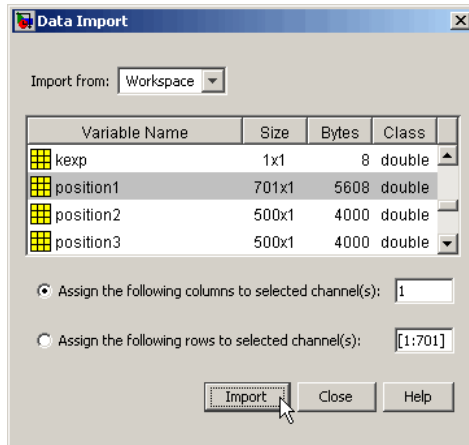 Data Import
Import from: Workspace
Variable Name Size Bytes Class
kexp 1x1 8 double
position1 701x1 5608 double
position2 500x1 4000 double
position3 500x1 4000 double
Assign the following columns to selected channel(s): 1
Assign the following rows to selected channel(s): [1:701]
Import Close Help